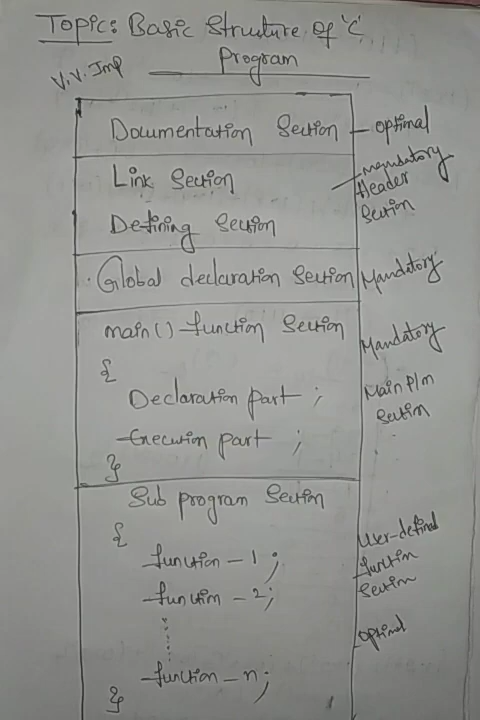 Topic: Basic Structure of 'C'
Program
V.V. Imp
Documentation Section - optional
Link Section
mandatory
Header
Section
Defining Section
Global declaration Section Mandatory
main() function Section
Mandatory
{
Declaration part ;
Main Pm
Section
Execution part ;
}
Sub program Section
{
User-defined
function
Section
function - 1 ;
function - 2 ;
optional
function - n ;
}